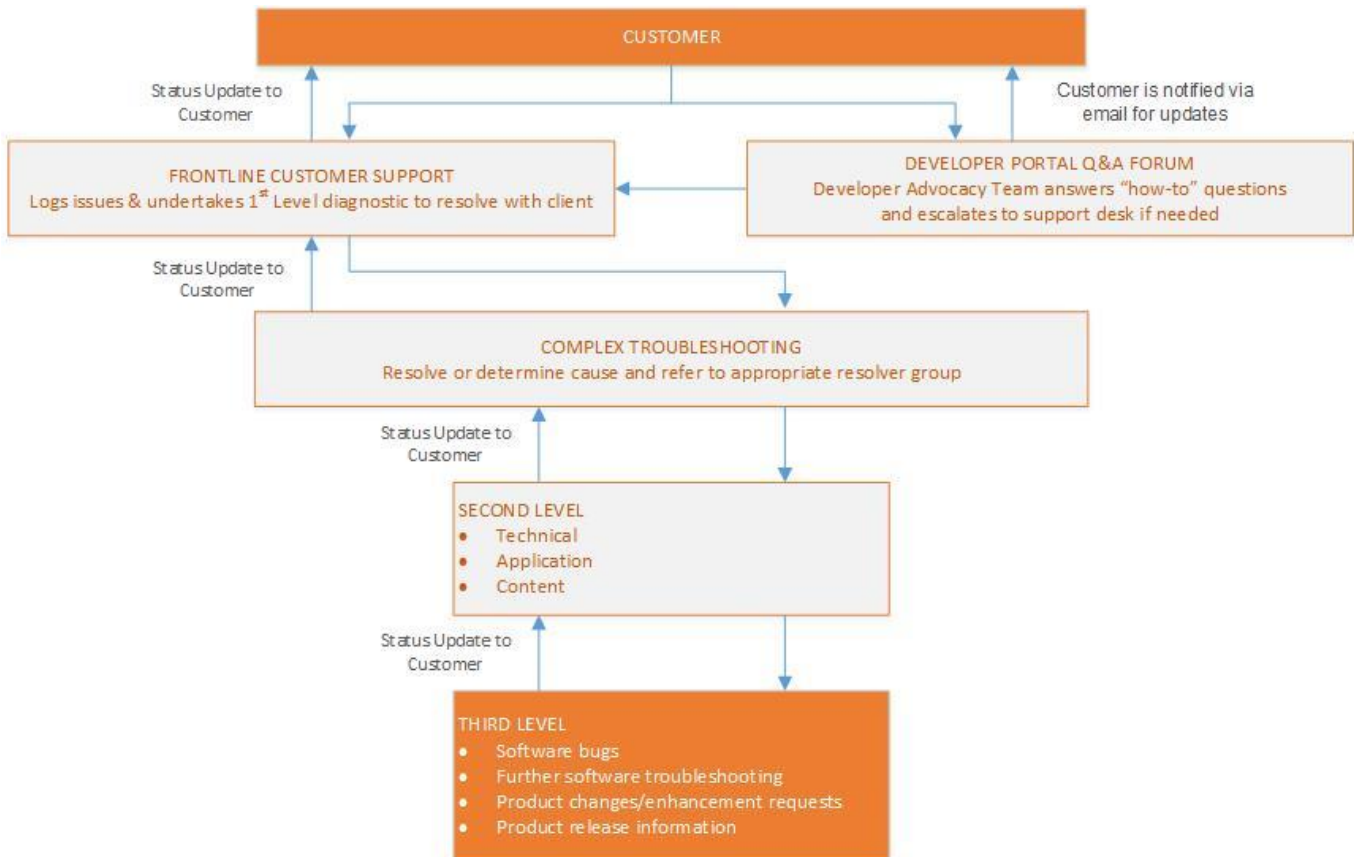 CUSTOMER
Status Update to
Customer
Customer is notified via
email for updates
FRONTLINE CUSTOMER SUPPORT
Logs issues & undertakes 1st Level diagnostic to resolve with client
DEVELOPER PORTAL Q&A FORUM
Developer Advocacy Team answers “how-to” questions
and escalates to support desk if needed
Status Update to
Customer
COMPLEX TROUBLESHOOTING
Resolve or determine cause and refer to appropriate resolver group
Status Update to
Customer
SECOND LEVEL
● Technical
● Application
● Content
Status Update to
Customer
THIRD LEVEL
● Software bugs
● Further software troubleshooting
● Product changes/enhancement requests
● Product release information